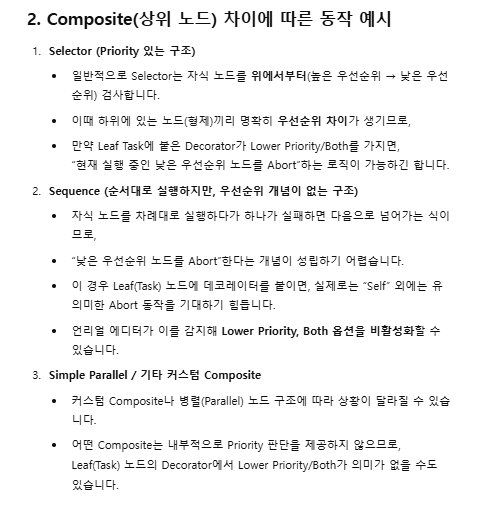 2. Composite(상위 노드) 차이에 따른 동작 예시
1. Selector (Priority 있는 구조)
• 일반적으로 Selector는 자식 노드를 위에서부터(높은 우선순위 → 낮은 우선
순위) 검사합니다.
• 이때 하위에 있는 노드(형제)끼리 명확히 우선순위 차이가 생기므로,
• 만약 Leaf Task에 붙은 Decorator가 Lower Priority/Both를 가지면,
“현재 실행 중인 낮은 우선순위 노드를 Abort”하는 로직이 가능하긴 합니다.
2. Sequence (순서대로 실행하지만, 우선순위 개념이 없는 구조)
• 자식 노드를 차례대로 실행하다가 하나가 실패하면 다음으로 넘어가는 식이
므로,
• “낮은 우선순위 노드를 Abort”한다는 개념이 성립하기 어렵습니다.
• 이 경우 Leaf(Task) 노드에 데코레이터를 붙이면, 실제로는 “Self” 외에는 유
의미한 Abort 동작을 기대하기 힘듭니다.
• 언리얼 에디터가 이를 감지해 Lower Priority, Both 옵션을 비활성화할 수
있습니다.
3. Simple Parallel / 기타 커스텀 Composite
• 커스텀 Composite나 병렬(Parallel) 노드 구조에 따라 상황이 달라질 수 있습
니다.
• 어떤 Composite는 내부적으로 Priority 판단을 제공하지 않으므로,
Leaf(Task) 노드의 Decorator에서 Lower Priority/Both가 의미가 없을 수도
있습니다.